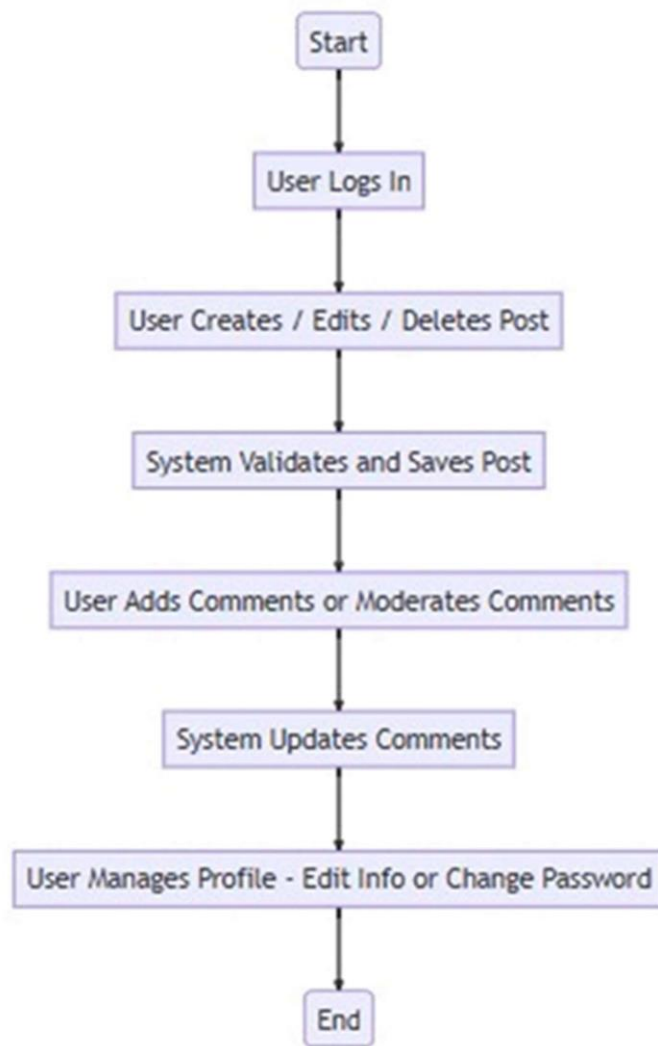 Start
User Logs In
User Creates / Edits / Deletes Post
System Validates and Saves Post
User Adds Comments or Moderates Comments
System Updates Comments
User Manages Profile - Edit Info or Change Password
End